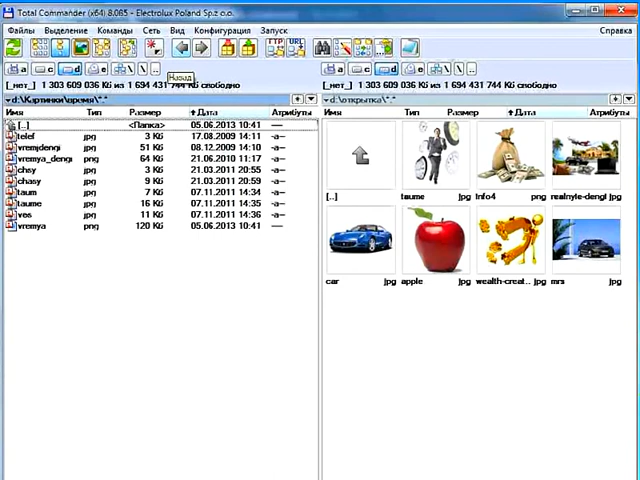 Total Commander (x64) 8.0β5 - Electrolux Poland Sp.z o.o.
Файлы Выделение Команды Сеть Вид Конфигурация Запуск Справка
FTP URL
a c d e \ \ .. a c d e \ \ ..
Назад
[_нет_] 1 303 609 036 Кб из 1 694 431 744 Кб свободно [_нет_] 1 303 609 036 Кб из 1 694 431 744 Кб свободно
d:\Картинки\время\*.* d:\открытка\*.*
Имя Тип Размер Дата Атрибуты Имя Тип Размер Дата Атрибуты
[..] <Папка> 05.06.2013 10:41 —
telef jpg 3 Кб 17.08.2009 14:11 -a--
vremjdengi jpg 51 Кб 08.12.2009 14:10 -a--
vremya_dengi png 64 Кб 21.06.2010 11:17 -a--
chsy jpg 3 Кб 21.03.2011 20:55 -a--
chasy jpg 9 Кб 21.03.2011 20:59 -a--
taum jpg 7 Кб 07.11.2011 14:34 -a--
taume jpg 16 Кб 07.11.2011 14:35 -a--
ves jpg 11 Кб 07.11.2011 14:36 -a--
vremya png 120 Кб 05.06.2013 10:41 —
[..] taume jpg Info4 png realnyie-dengi jpg
car jpg apple jpg wealth-creat.. jpg mrs jpg